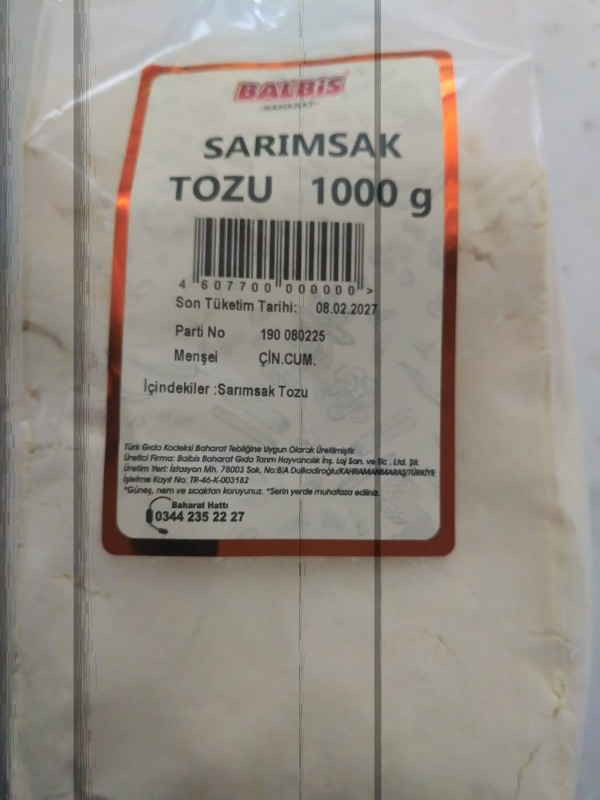 BALBİS
BAHARAT
SARIMSAK
TOZU 1000 g
4 607700 000000 >
Son Tüketim Tarihi: 08.02.2027
Parti No 190 080225
Menşei ÇİN.CUM.
İçindekiler :Sarımsak Tozu
Türk Gıda Kodeksi Baharat Tebliğine Uygun Olarak Üretilmiştir.
Üretici Firma: Balbis Baharat Gıda Tarım Hayvancılık İnş. Loj San. ve Tic . Ltd. Şti.
Üretim Yeri: İstasyon Mh. 78003 Sok. No:8/A Dulkadiroğlu/KAHRAMANMARAŞ/TÜRKİYE
İşletme Kayıt No: TR-46-K-003182
*Güneş, nem ve sıcaktan koruyunuz. *Serin yerde muhafaza ediniz.
Baharat Hattı
0344 235 22 27